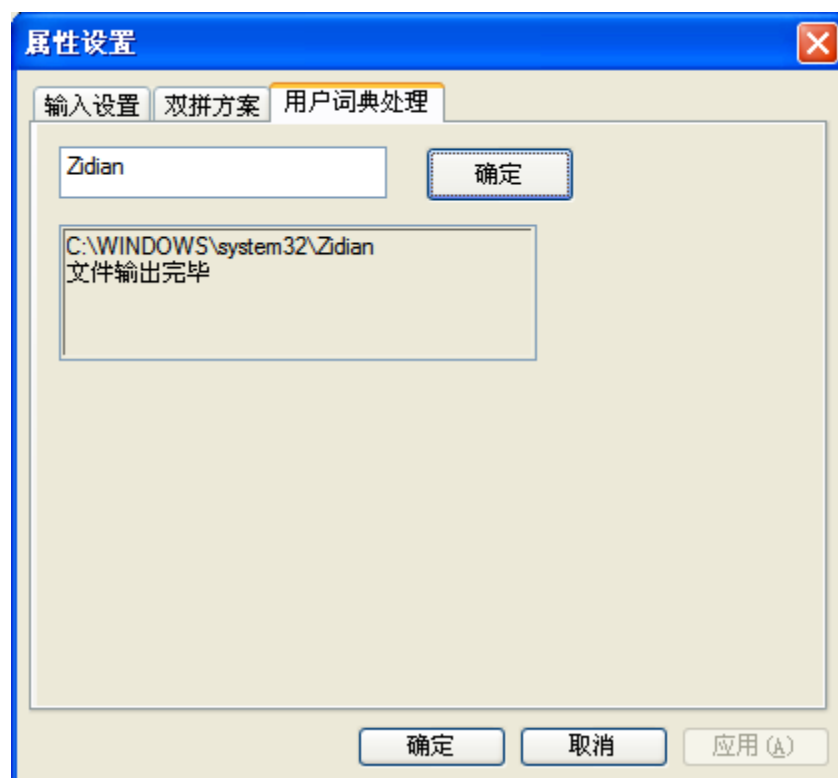 属性设置
输入设置 双拼方案 用户词典处理
Zidian 确定
C:\WINDOWS\system32\Zidian
文件输出完毕
确定 取消 应用(A)